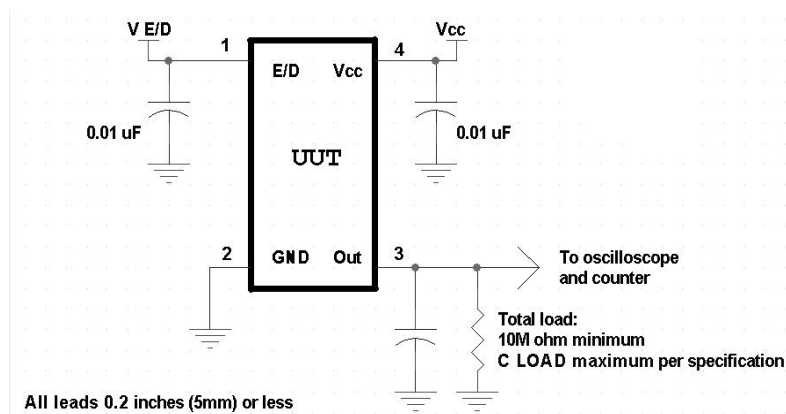 V E/D
Vcc
1
4
E/D
Vcc
0.01 uF
0.01 uF
UUT
2
GND
Out
3
To oscilloscope
and counter
Total load:
10M ohm minimum
C LOAD maximum per specification
All leads 0.2 inches (5mm) or less